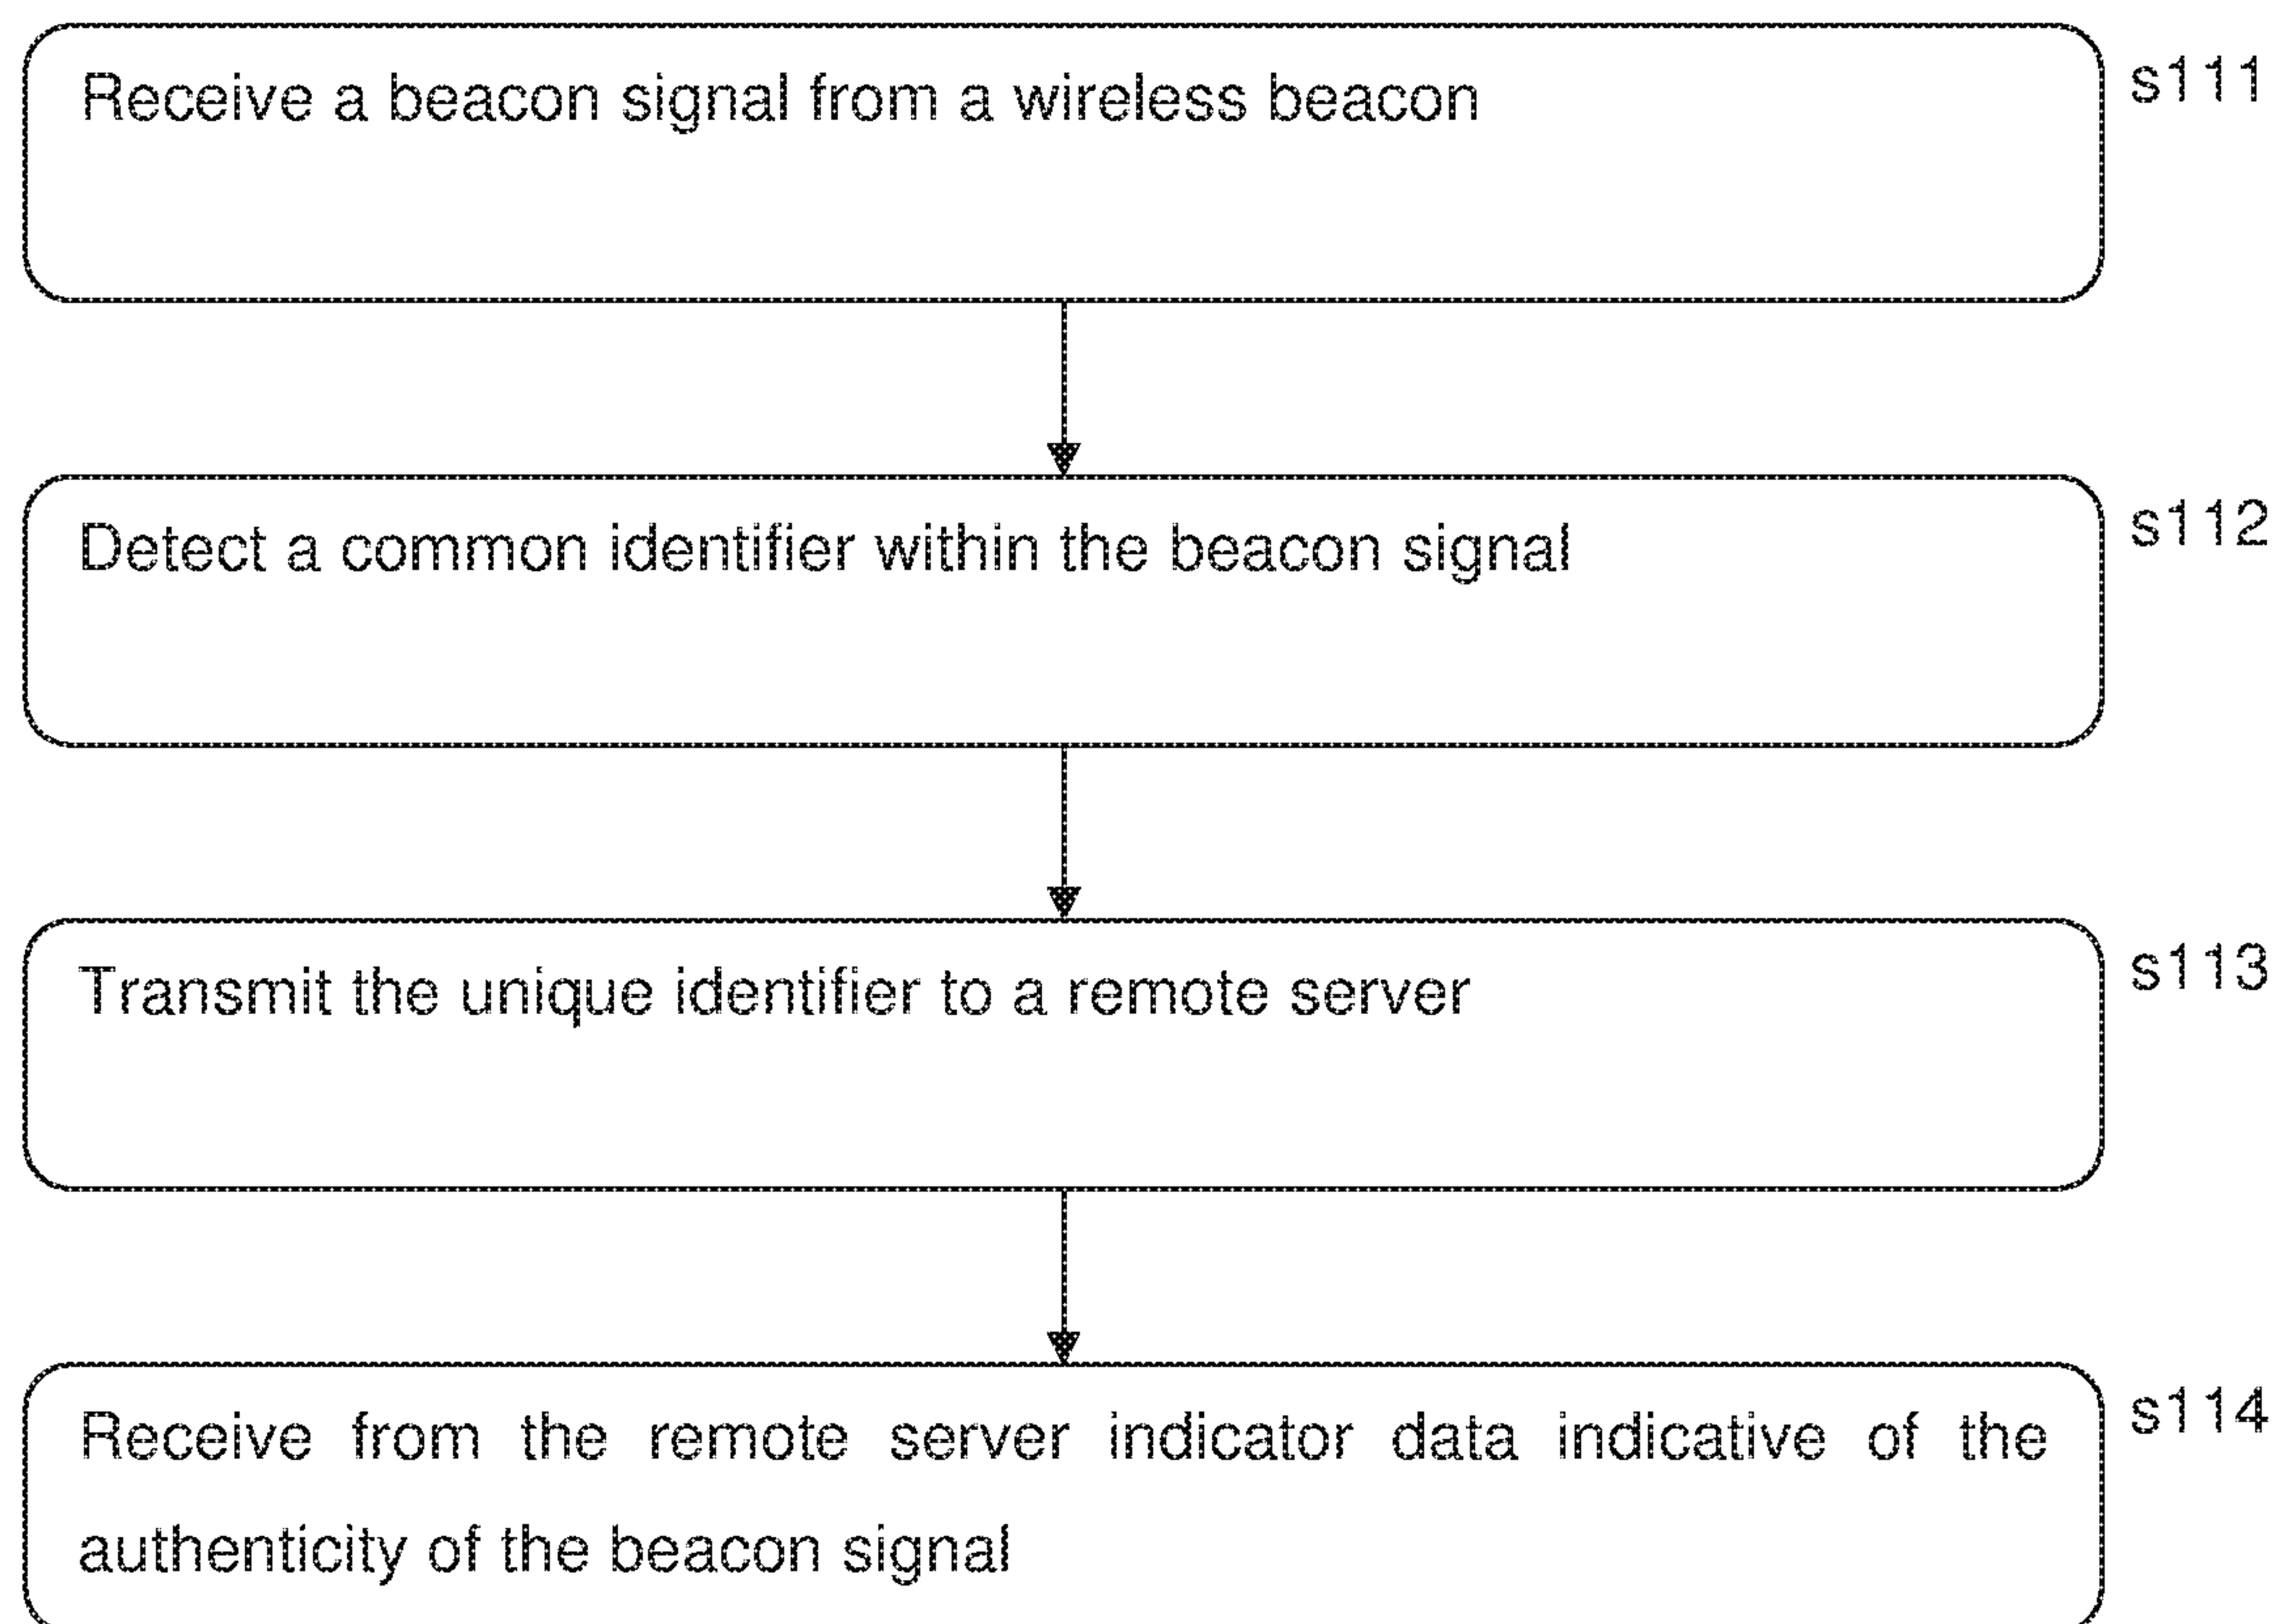 Receive a beacon signal from a wireless beacon
s111
Detect a common identifier within the beacon signal
s112
Transmit the unique identifier to a remote server
s113
Receive from the remote server indicator data indicative of the
authenticity of the beacon signal
s114